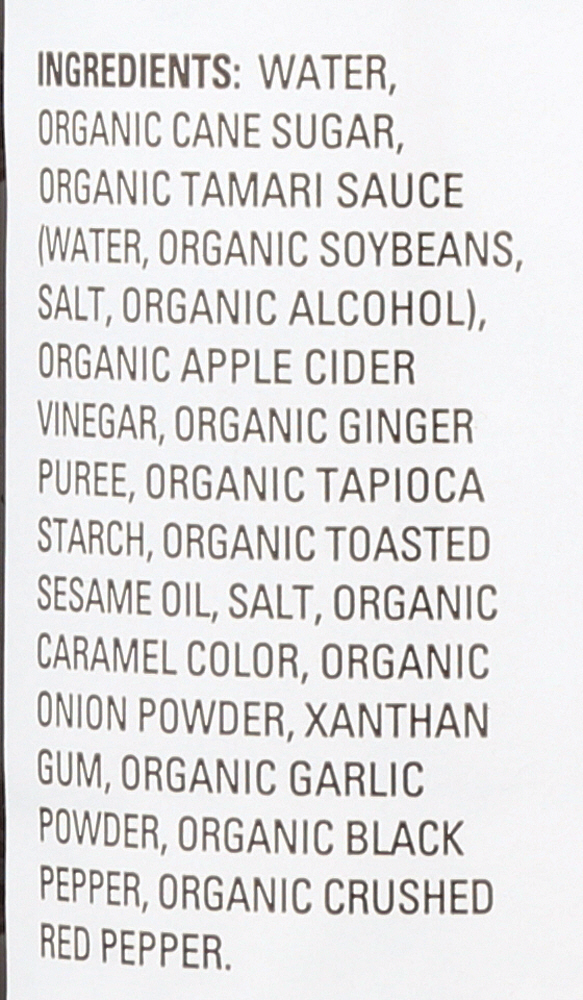 INGREDIENTS: WATER,
ORGANIC CANE SUGAR,
ORGANIC TAMARI SAUCE
(WATER, ORGANIC SOYBEANS,
SALT, ORGANIC ALCOHOL),
ORGANIC APPLE CIDER
VINEGAR, ORGANIC GINGER
PUREE, ORGANIC TAPIOCA
STARCH, ORGANIC TOASTED
SESAME OIL, SALT, ORGANIC
CARAMEL COLOR, ORGANIC
ONION POWDER, XANTHAN
GUM, ORGANIC GARLIC
POWDER, ORGANIC BLACK
PEPPER, ORGANIC CRUSHED
RED PEPPER.